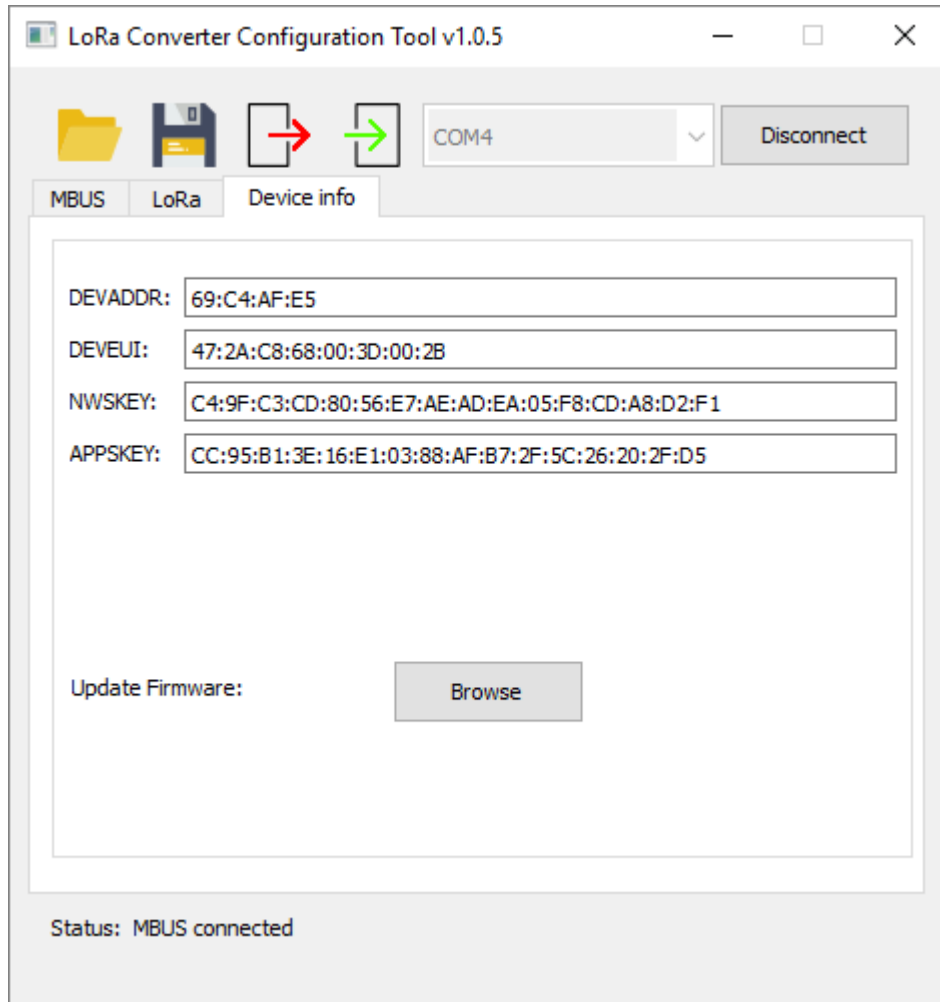 LoRa Converter Configuration Tool v1.0.5
COM4
Disconnect
MBUS LoRa Device info
DEVADDR: 69:C4:AF:E5
DEVEUI: 47:2A:C8:68:00:3D:00:2B
NWSKEY: C4:9F:C3:CD:80:56:E7:AE:AD:EA:05:F8:CD:A8:D2:F1
APPSKEY: CC:95:B1:3E:16:E1:03:88:AF:B7:2F:5C:26:20:2F:D5
Update Firmware: Browse
Status: MBUS connected